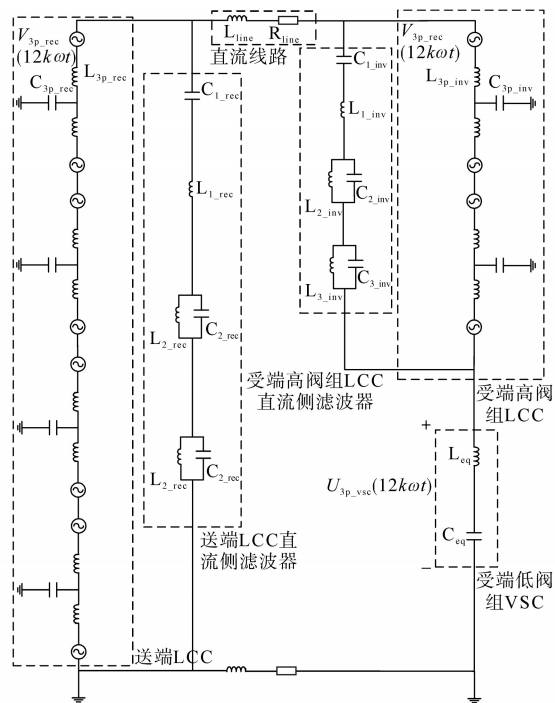 V3p_rec
(12kωt)
L3p_rec
C3p_rec
Lline
Rline
直流线路
C1_rec
L1_rec
L2_rec
C2_rec
L2_rec
C2_rec
送端LCC直
流侧滤波器
送端LCC
C1_inv
L1_inv
L2_inv
C2_inv
L3_inv
C3_inv
受端高阀组LCC
直流侧滤波器
V3p_rec
(12kωt)
L3p_inv
C3p_inv
受端高阀
组LCC
+
Leq
U3p_vsc(12kωt)
Ceq
−
受端低阀
组VSC